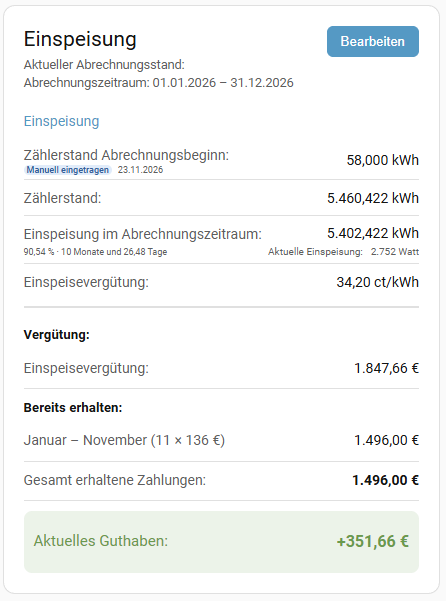 Einspeisung
Bearbeiten
Aktueller Abrechnungsstand:
Abrechnungszeitraum: 01.01.2026 – 31.12.2026
Einspeisung
Zählerstand Abrechnungsbeginn:
58,000 kWh
Manuell eingetragen 23.11.2026
Zählerstand: 5.460,422 kWh
Einspeisung im Abrechnungszeitraum: 5.402,422 kWh
90,54 % · 10 Monate und 26,48 Tage Aktuelle Einspeisung: 2.752 Watt
Einspeisevergütung: 34,20 ct/kWh
Vergütung:
Einspeisevergütung: 1.847,66 €
Bereits erhalten:
Januar – November (11 × 136 €) 1.496,00 €
Gesamt erhaltene Zahlungen: 1.496,00 €
Aktuelles Guthaben: +351,66 €